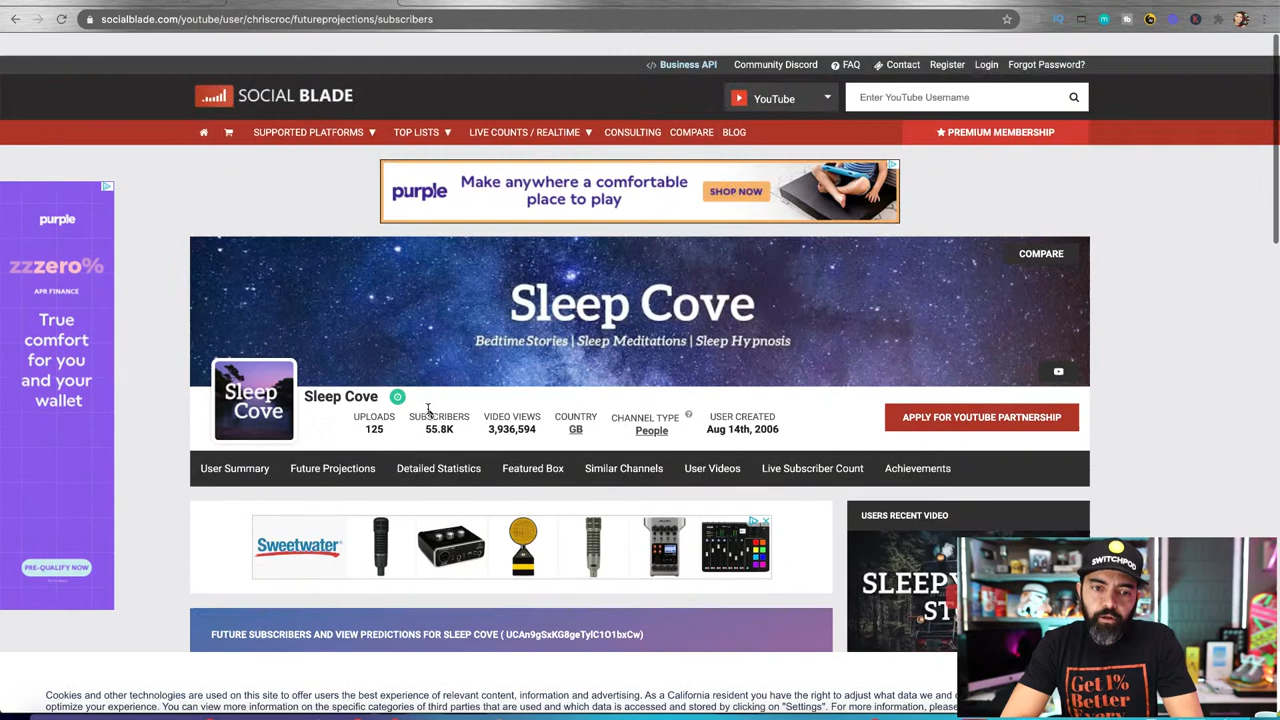 socialblade.com/youtube/user/chriscroc/futureprojections/subscribers
Business API Community Discord FAQ Contact Register Login Forgot Password?
SOCIAL BLADE
YouTube
Enter YouTube Username
SUPPORTED PLATFORMS TOP LISTS LIVE COUNTS / REALTIME CONSULTING COMPARE BLOG PREMIUM MEMBERSHIP
purple
Make anywhere a comfortable
place to play
SHOP NOW
purple
zzzero%
APR FINANCE
True
comfort
for you
and your
wallet
PRE-QUALIFY NOW
COMPARE
Sleep Cove
Bedtime Stories | Sleep Meditations | Sleep Hypnosis
Sleep
Cove
Sleep Cove
UPLOADS SUBSCRIBERS VIDEO VIEWS COUNTRY CHANNEL TYPE USER CREATED
125 55.8K 3,936,594 GB People Aug 14th, 2006
APPLY FOR YOUTUBE PARTNERSHIP
User Summary Future Projections Detailed Statistics Featured Box Similar Channels User Videos Live Subscriber Count Achievements
Sweetwater
USERS RECENT VIDEO
SLEEPY
ST
FUTURE SUBSCRIBERS AND VIEW PREDICTIONS FOR SLEEP COVE ( UCAn9gSxKG8geTylC1O1bxCw)
SWITCHPOD
Get 1%
Better
Every
Cookies and other technologies are used on this site to offer users the best experience of relevant content, information and advertising. As a California resident you have the right to adjust what data we and
optimize your experience. You can view more information on the specific categories of third parties that are used and which data is accessed and stored by clicking on "Settings". For more information, please